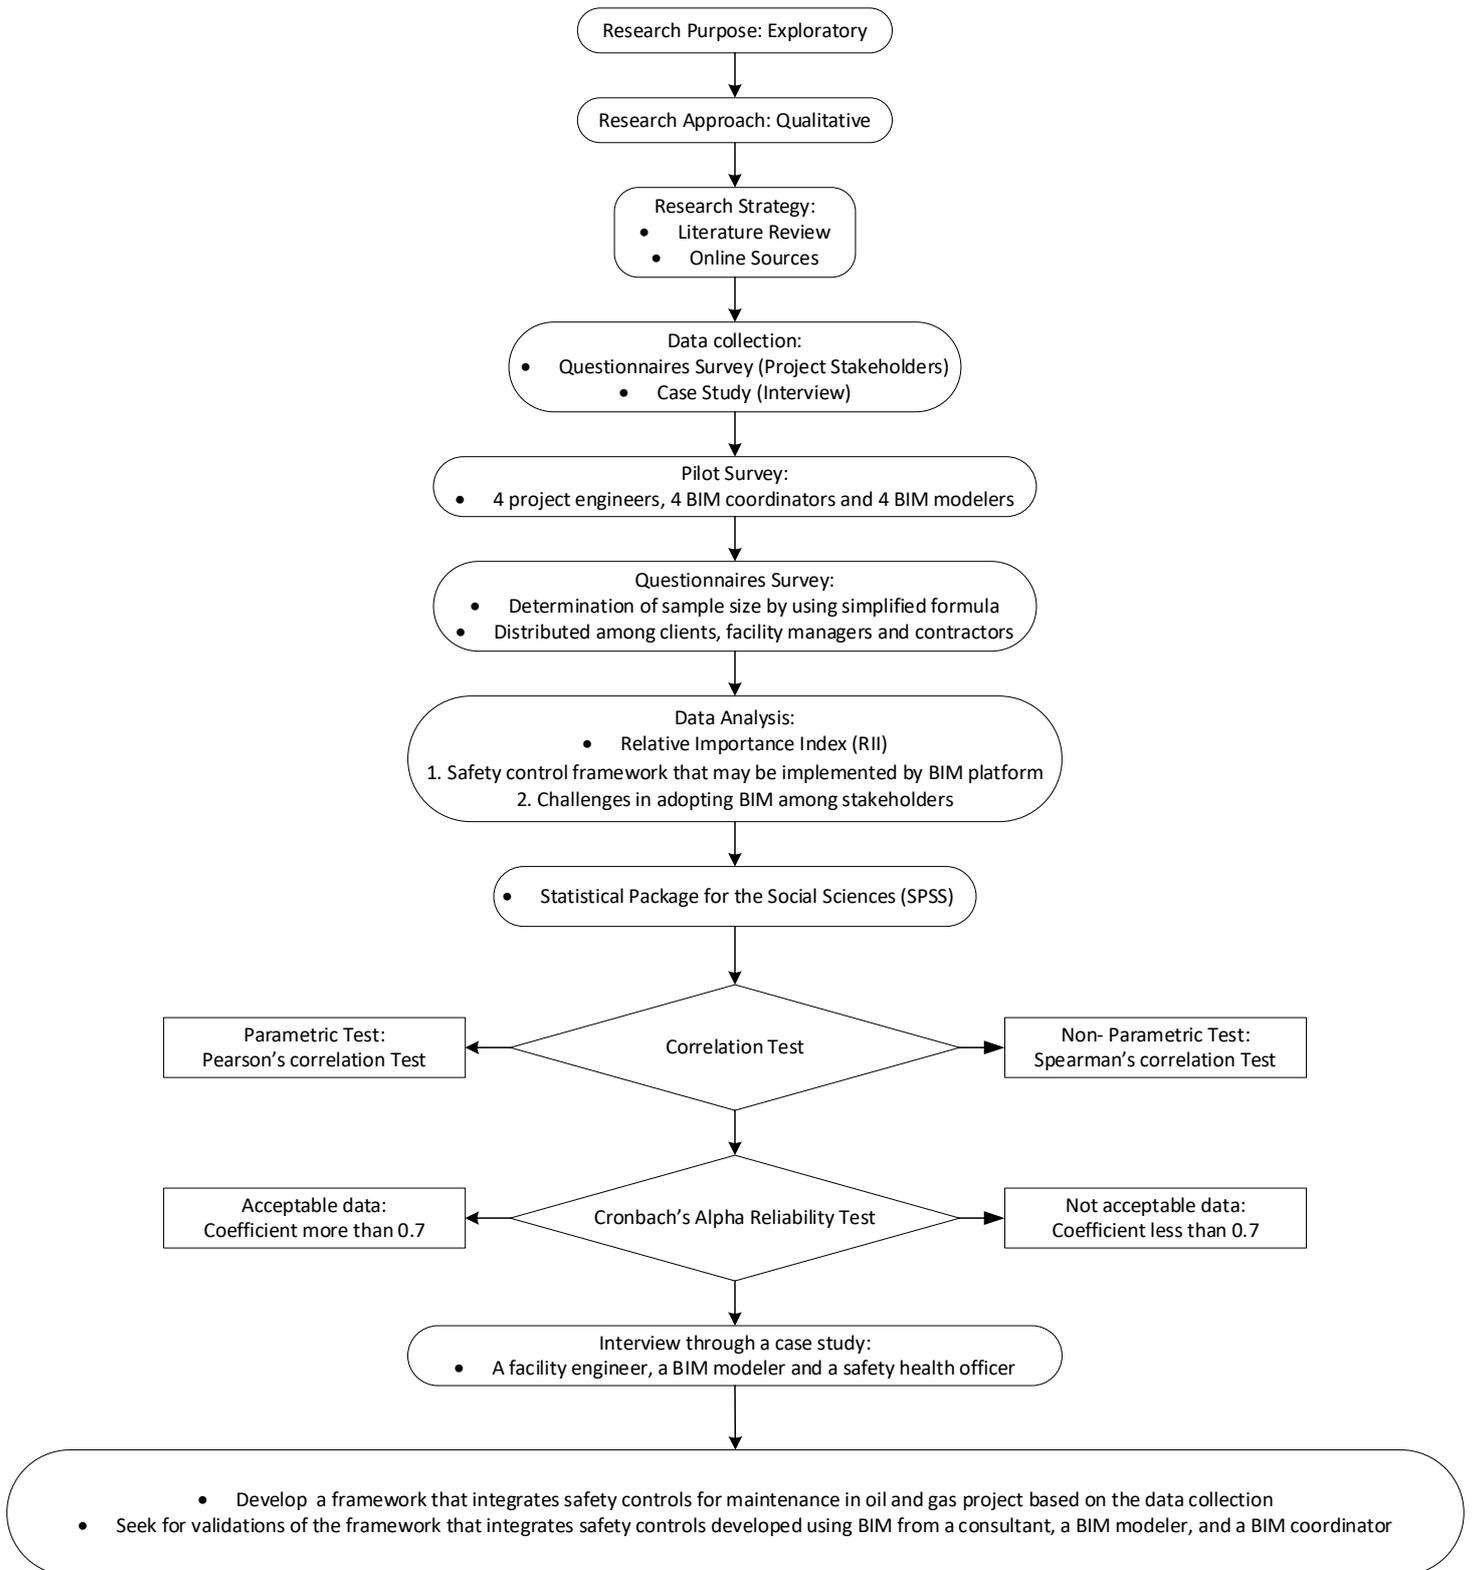 Research Purpose: Exploratory
Research Approach: Qualitative
Research Strategy:
• Literature Review
• Online Sources
Data collection:
• Questionnaires Survey (Project Stakeholders)
• Case Study (Interview)
Pilot Survey:
• 4 project engineers, 4 BIM coordinators and 4 BIM modelers
Questionnaires Survey:
• Determination of sample size by using simplified formula
• Distributed among clients, facility managers and contractors
Data Analysis:
• Relative Importance Index (RII)
1. Safety control framework that may be implemented by BIM platform
2. Challenges in adopting BIM among stakeholders
• Statistical Package for the Social Sciences (SPSS)
Parametric Test:
Pearson’s correlation Test
Correlation Test
Non- Parametric Test:
Spearman’s correlation Test
Acceptable data:
Coefficient more than 0.7
Cronbach’s Alpha Reliability Test
Not acceptable data:
Coefficient less than 0.7
Interview through a case study:
• A facility engineer, a BIM modeler and a safety health officer
• Develop a framework that integrates safety controls for maintenance in oil and gas project based on the data collection
• Seek for validations of the framework that integrates safety controls developed using BIM from a consultant, a BIM modeler, and a BIM coordinator